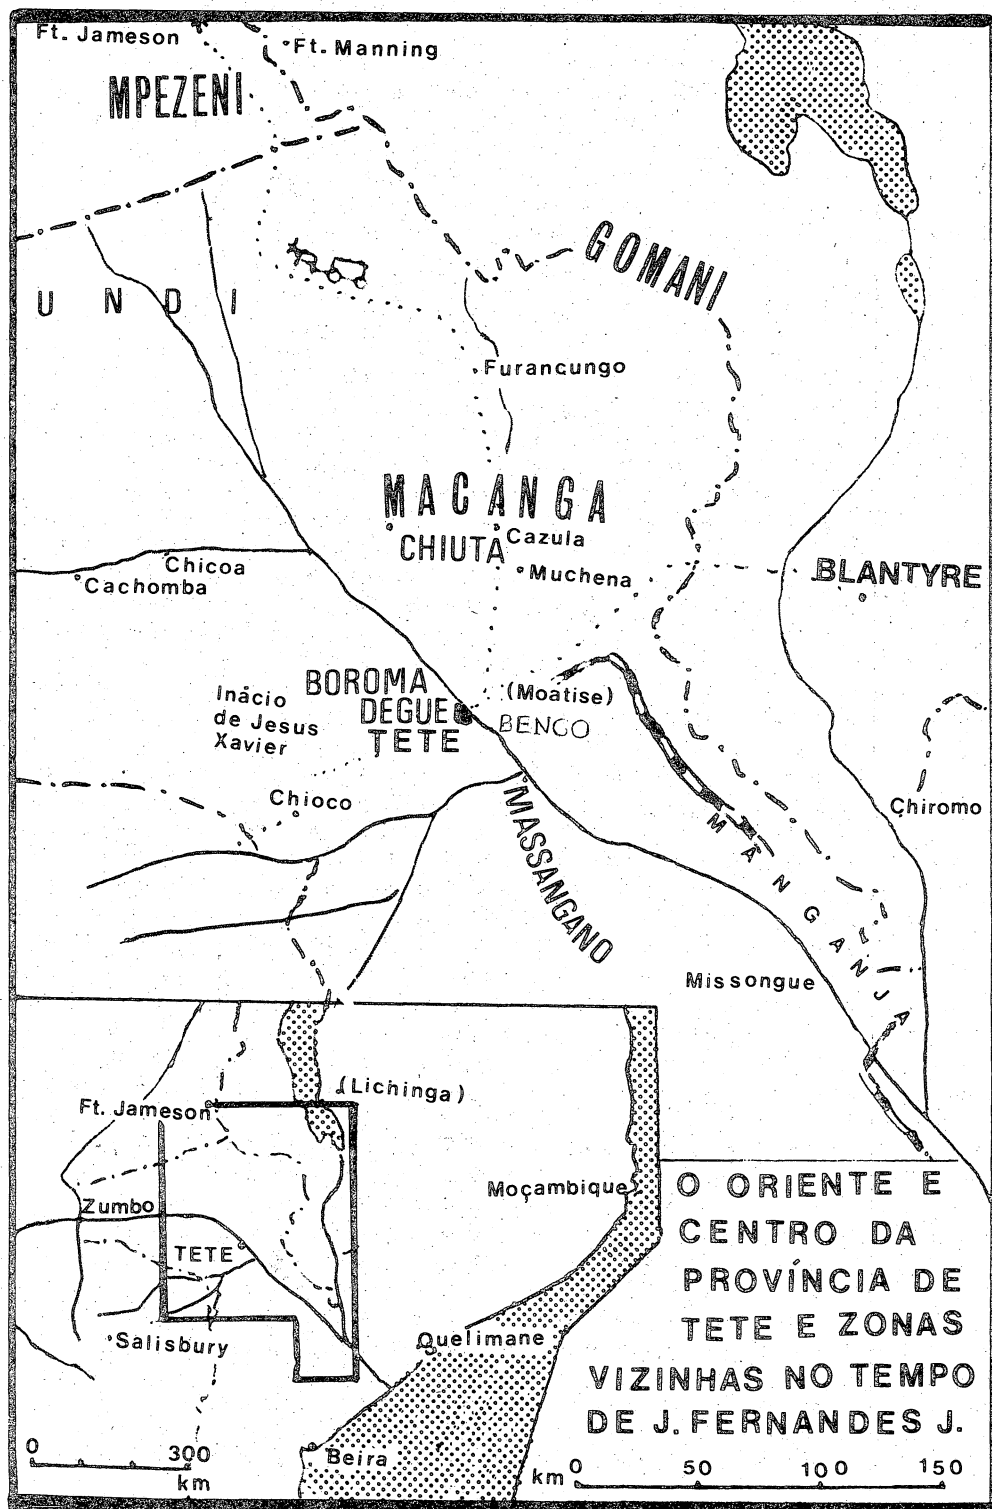 Ft. Jameson
Ft. Manning
MPEZENI
GOMANI
UNDI
Furancungo
MACANGA
CHIUTA
Cazula
Muchena
BLANTYRE
Chicoa
Cachomba
BOROMA
DEGUE
TETE
(Moatise)
BENGO
Inácio
de Jesus
Xavier
Chioco
Chiromo
MASSANGANO
MANGANJA
Missongue
(Lichinga)
Ft. Jameson
Zumbo
TETE
Salisbury
Moçambique
Quelimane
Beira
0 300
km
O ORIENTE E
CENTRO DA
PROVÍNCIA DE
TETE E ZONAS
VIZINHAS NO TEMPO
DE J. FERNANDES J.
km 0 50 100 150